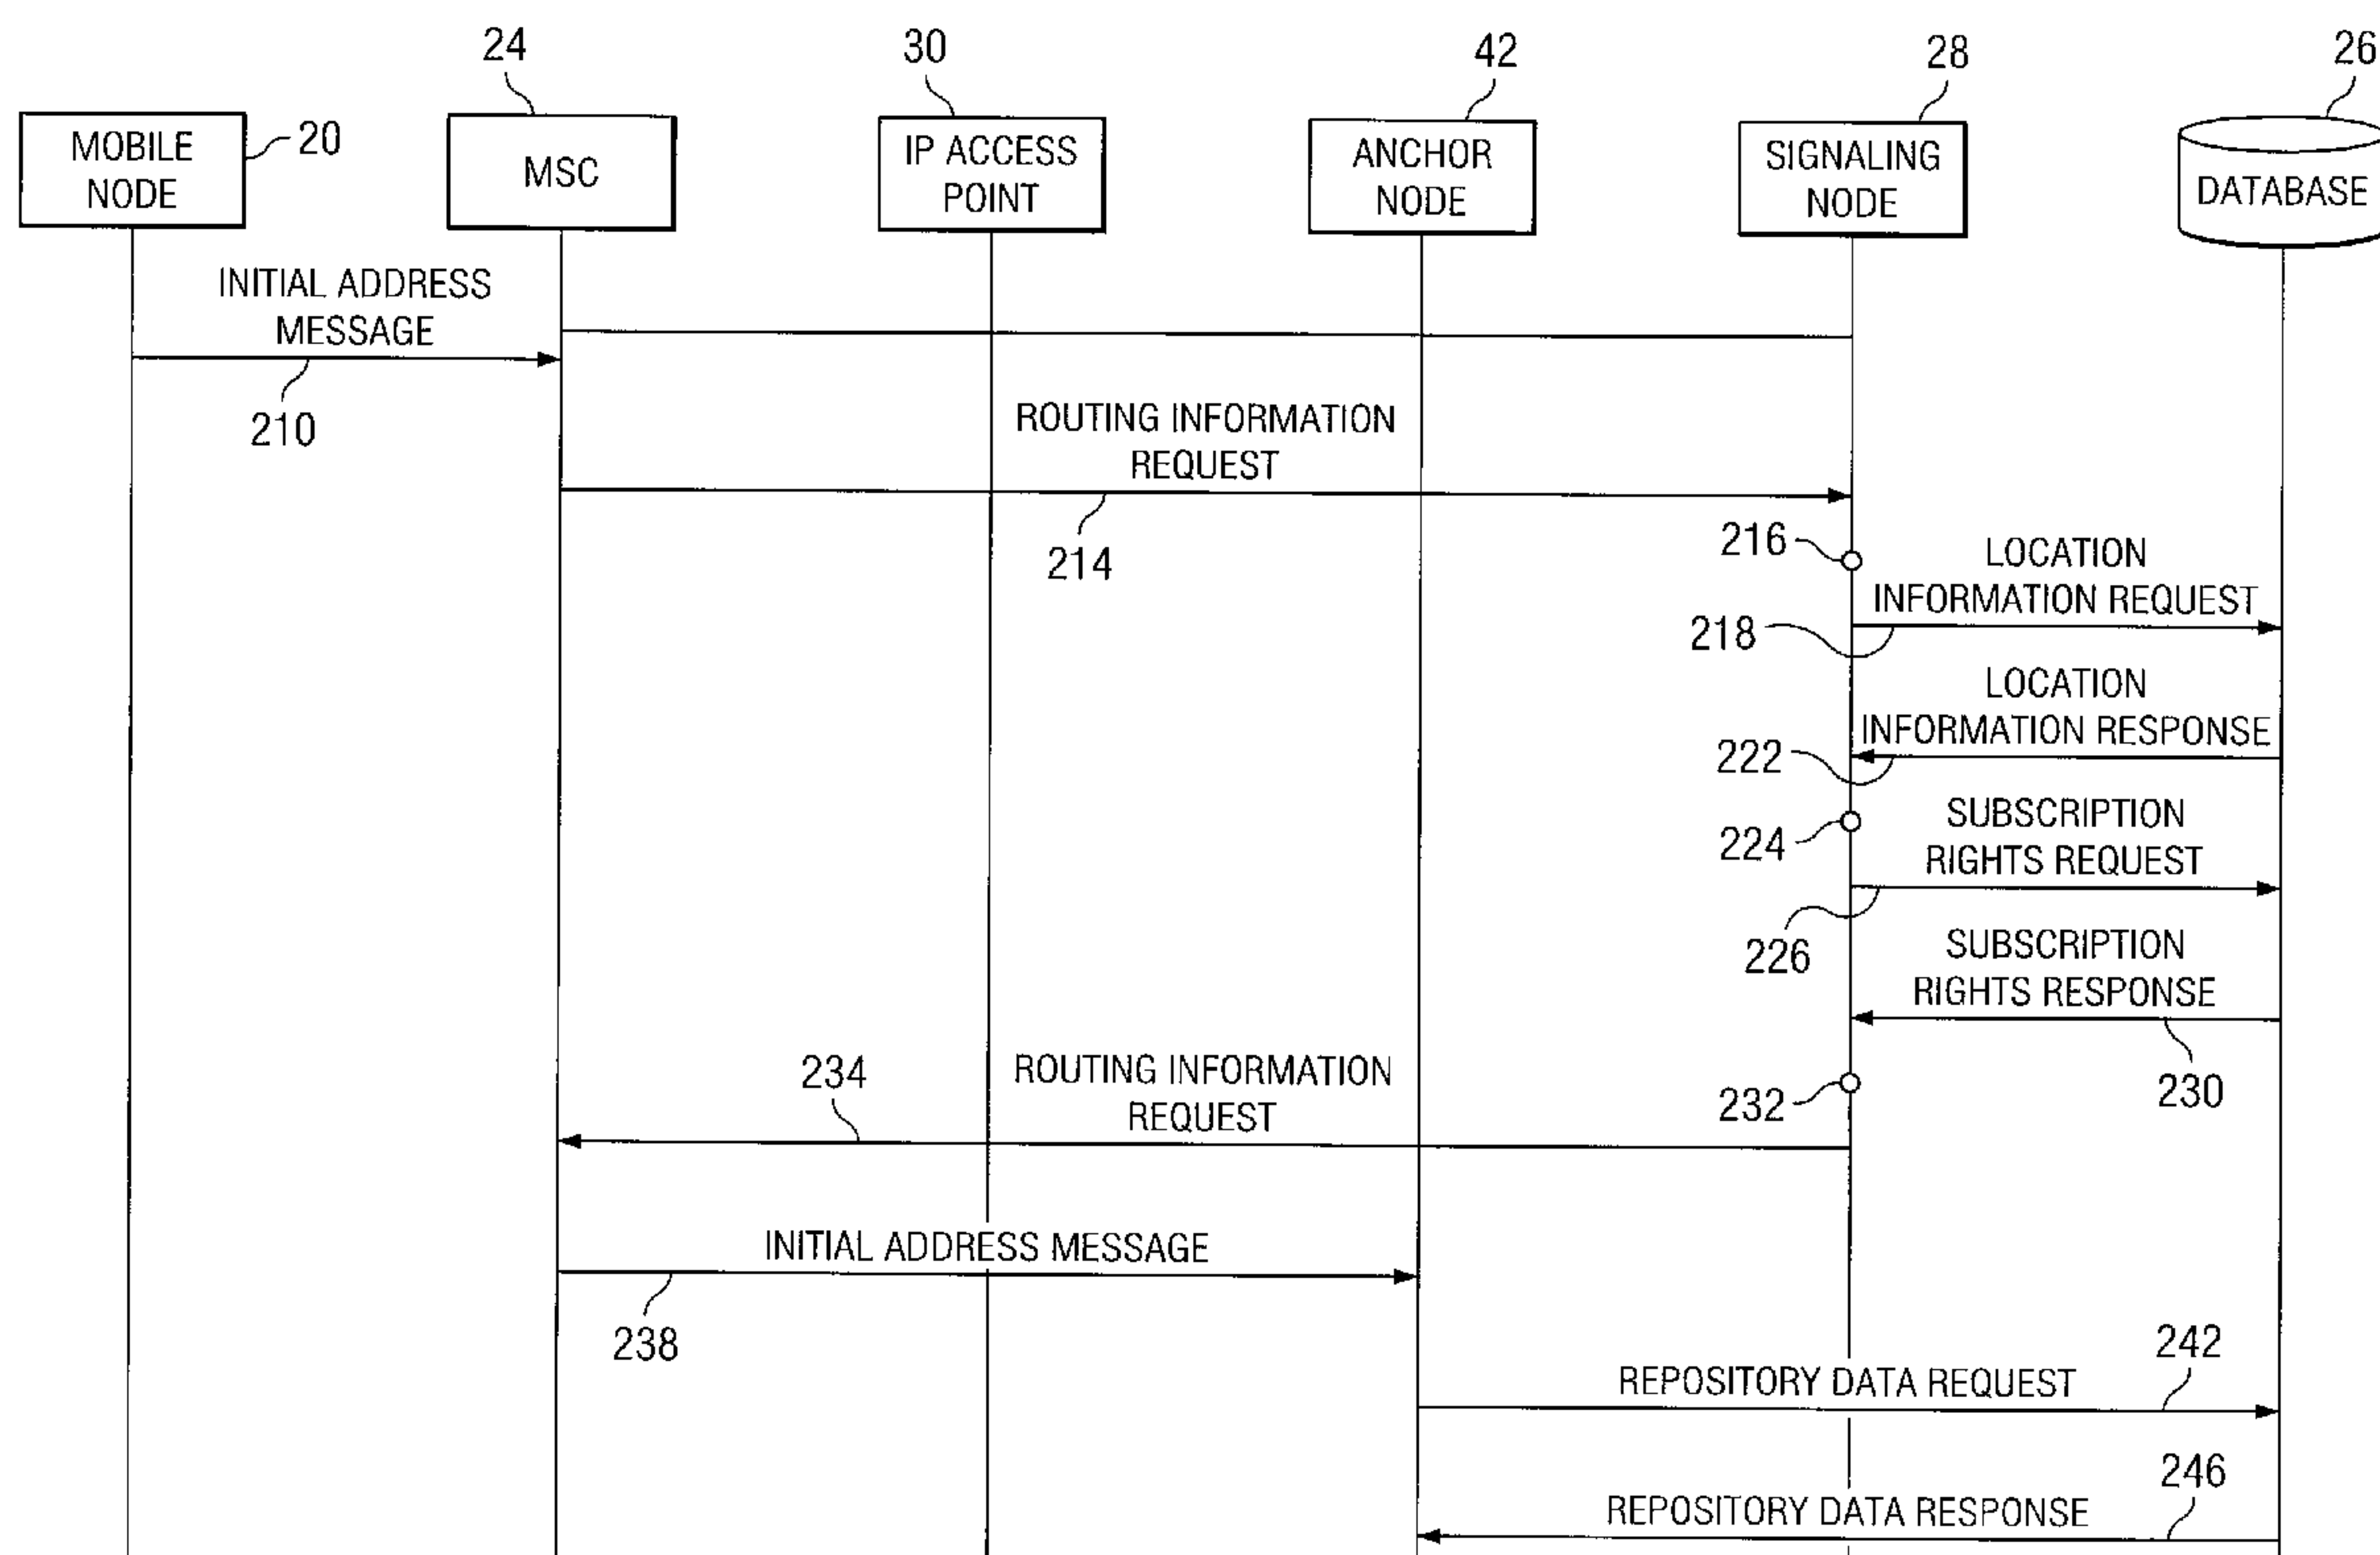 24
30
42
28
26
MOBILE
NODE
20
MSC
IP ACCESS
POINT
ANCHOR
NODE
SIGNALING
NODE
DATABASE
INITIAL ADDRESS
MESSAGE
210
ROUTING INFORMATION
REQUEST
214
216
LOCATION
INFORMATION REQUEST
218
LOCATION
INFORMATION RESPONSE
222
SUBSCRIPTION
RIGHTS REQUEST
224
226
SUBSCRIPTION
RIGHTS RESPONSE
230
232
234
ROUTING INFORMATION
REQUEST
INITIAL ADDRESS MESSAGE
238
242
REPOSITORY DATA REQUEST
246
REPOSITORY DATA RESPONSE